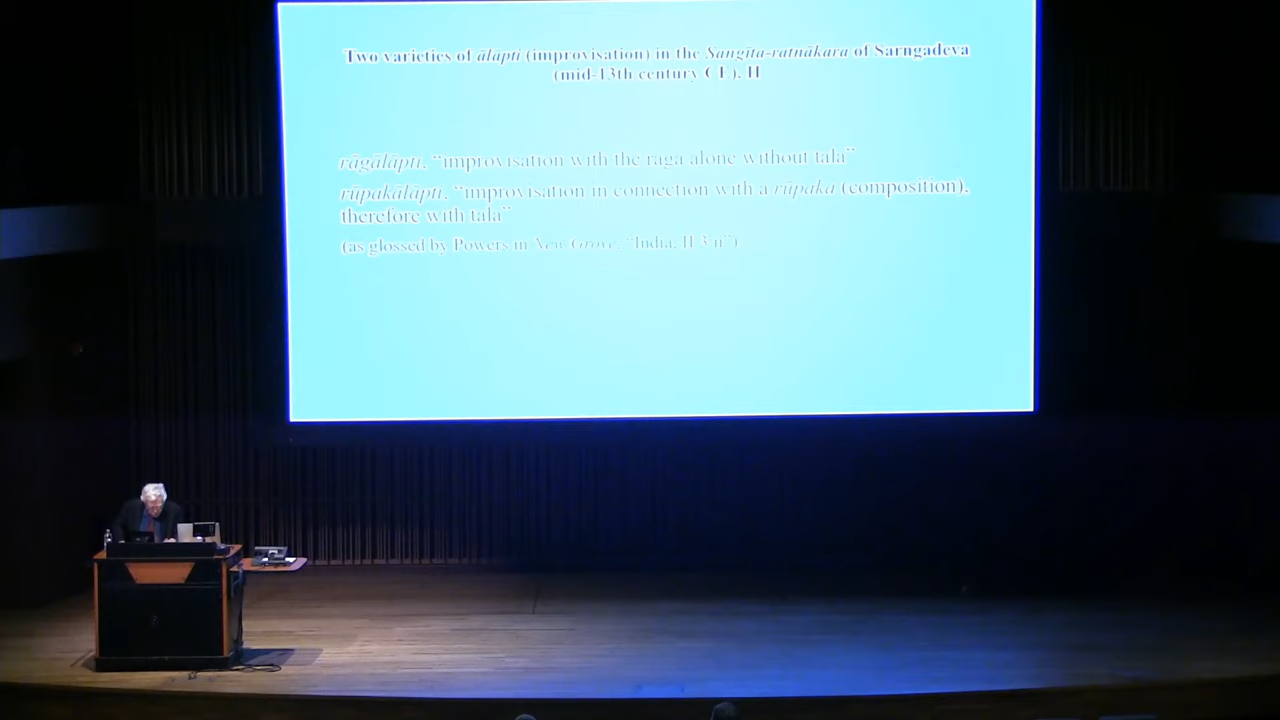 Two varieties of ālāpti (improvisation) in the Sangīta-ratnākara of Sarngadeva
(mid-13th century CE), II
rāgālāpti, “improvisation with the raga alone without tala”
rūpakālāpti, “improvisation in connection with a rūpaka (composition),
therefore with tala”
(as glossed by Powers in New Grove, “India, II 3 ii”)